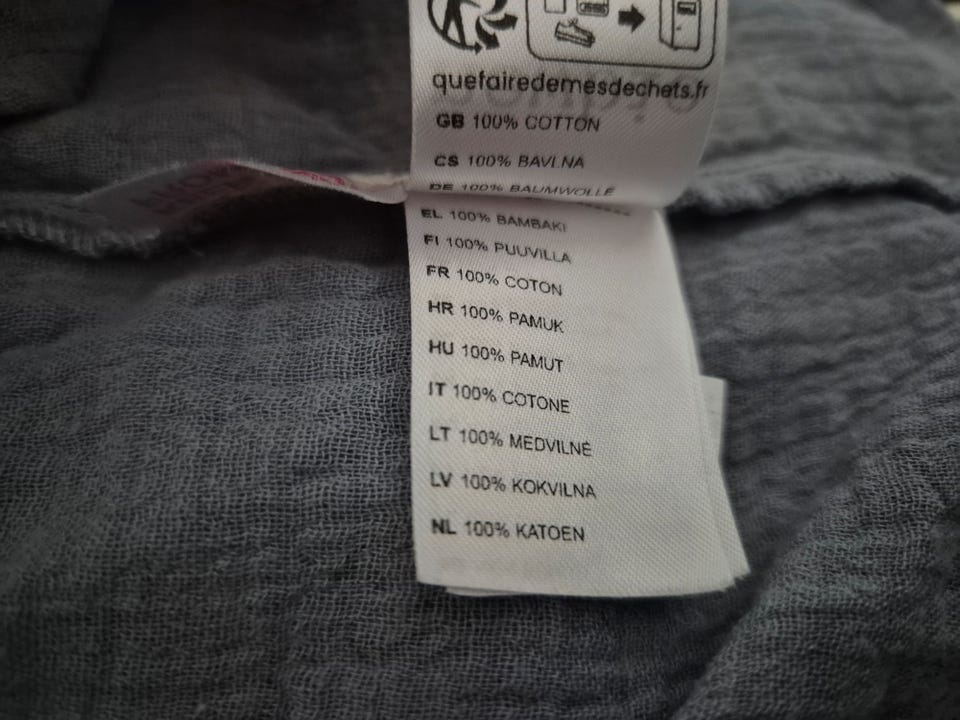 quefairedemesdechets.fr
GB 100% COTTON
CS 100% BAVLNA
DE 100% BAUMWOLLE
EL 100% BAMBAKI
FI 100% PUUVILLA
FR 100% COTON
HR 100% PAMUK
HU 100% PAMUT
IT 100% COTONE
LT 100% MEDVILNĖ
LV 100% KOKVILNA
NL 100% KATOEN